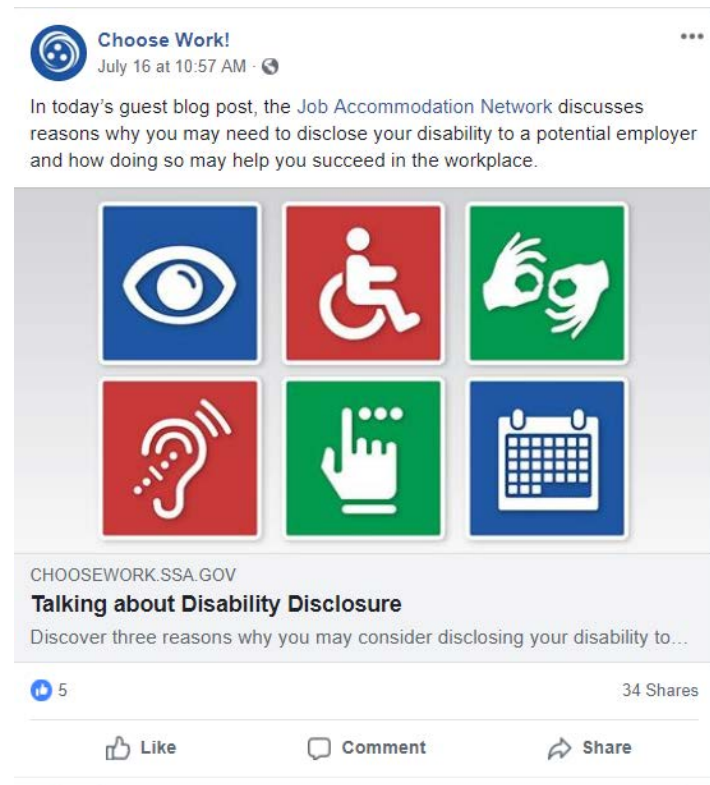 Choose Work!
July 16 at 10:57 AM ·
In today's guest blog post, the Job Accommodation Network discusses
reasons why you may need to disclose your disability to a potential employer
and how doing so may help you succeed in the workplace.
CHOOSEWORK.SSA.GOV
Talking about Disability Disclosure
Discover three reasons why you may consider disclosing your disability to...
5
34 Shares
Like
Comment
Share